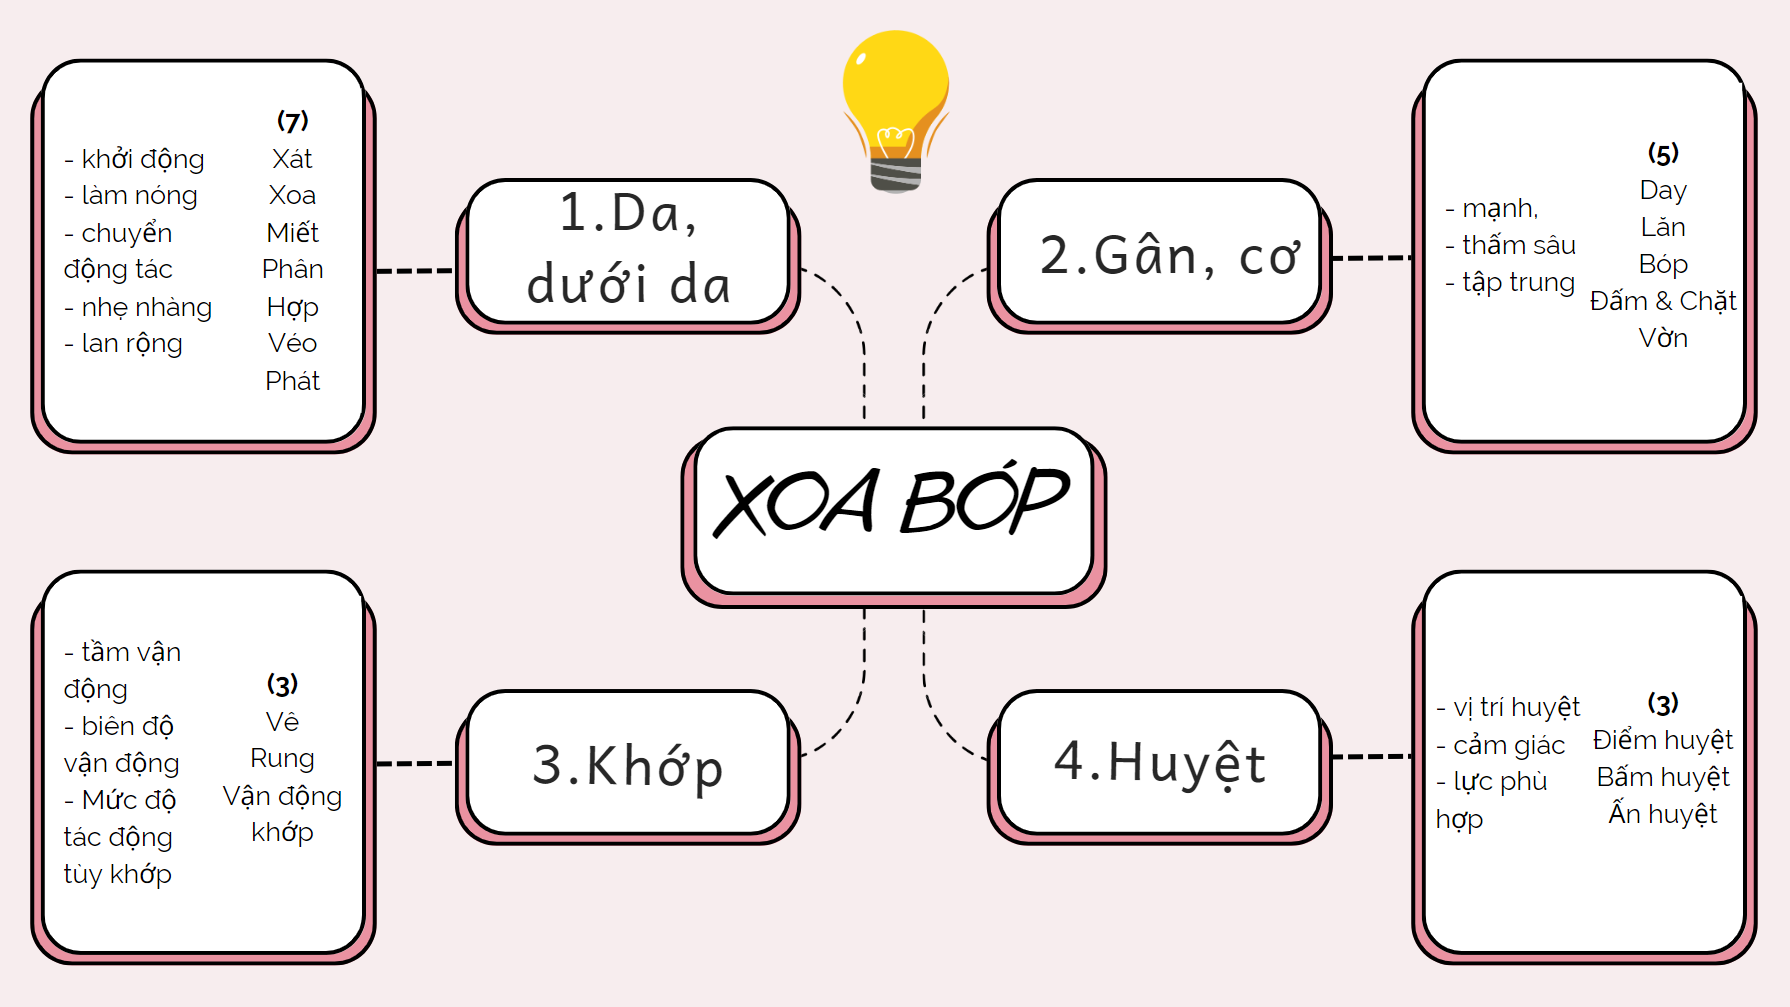 XOA BÓP
1.Da,
dưới da
- khởi động
- làm nóng
- chuyển
động tác
- nhẹ nhàng
- lan rộng
(7)
Xát
Xoa
Miết
Phân
Hợp
Véo
Phát
2.Gân, cơ
- mạnh,
- thấm sâu
- tập trung
(5)
Day
Lăn
Bóp
Đấm & Chặt
Vờn
3.Khớp
- tầm vận
động
- biên độ
vận động
- Mức độ
tác động
tùy khớp
(3)
Vê
Rung
Vận động
khớp
4.Huyệt
- vị trí huyệt
- cảm giác
- lực phù
hợp
(3)
Điểm huyệt
Bấm huyệt
Ấn huyệt